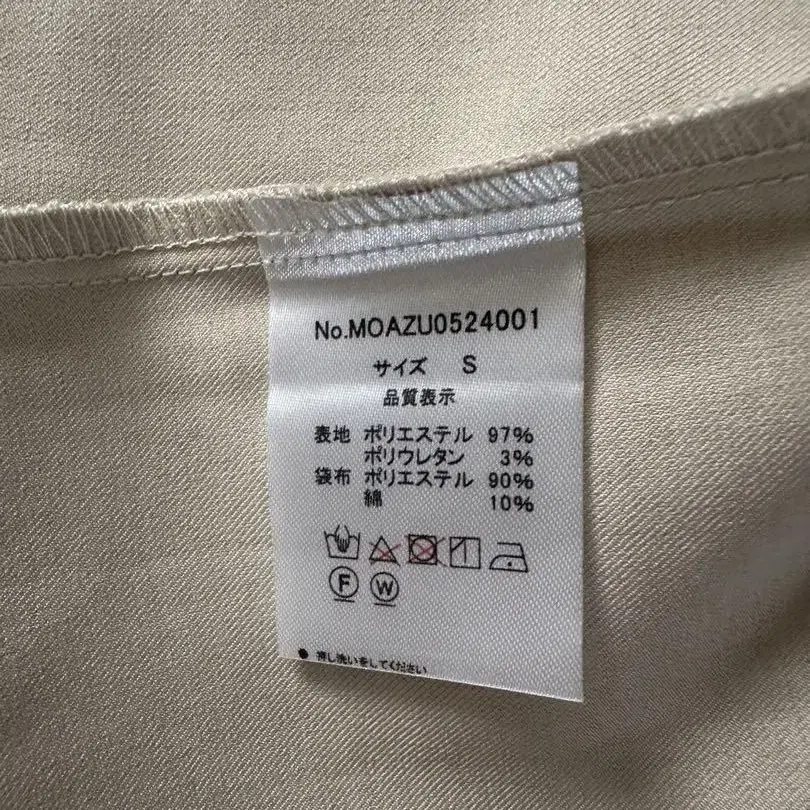 No.MOAZU0524001
サイズ S
品質表示
表地 ポリエステル 97%
ポリウレタン 3%
袋布 ポリエステル 90%
綿 10%
F W
● 押し洗いをしてください